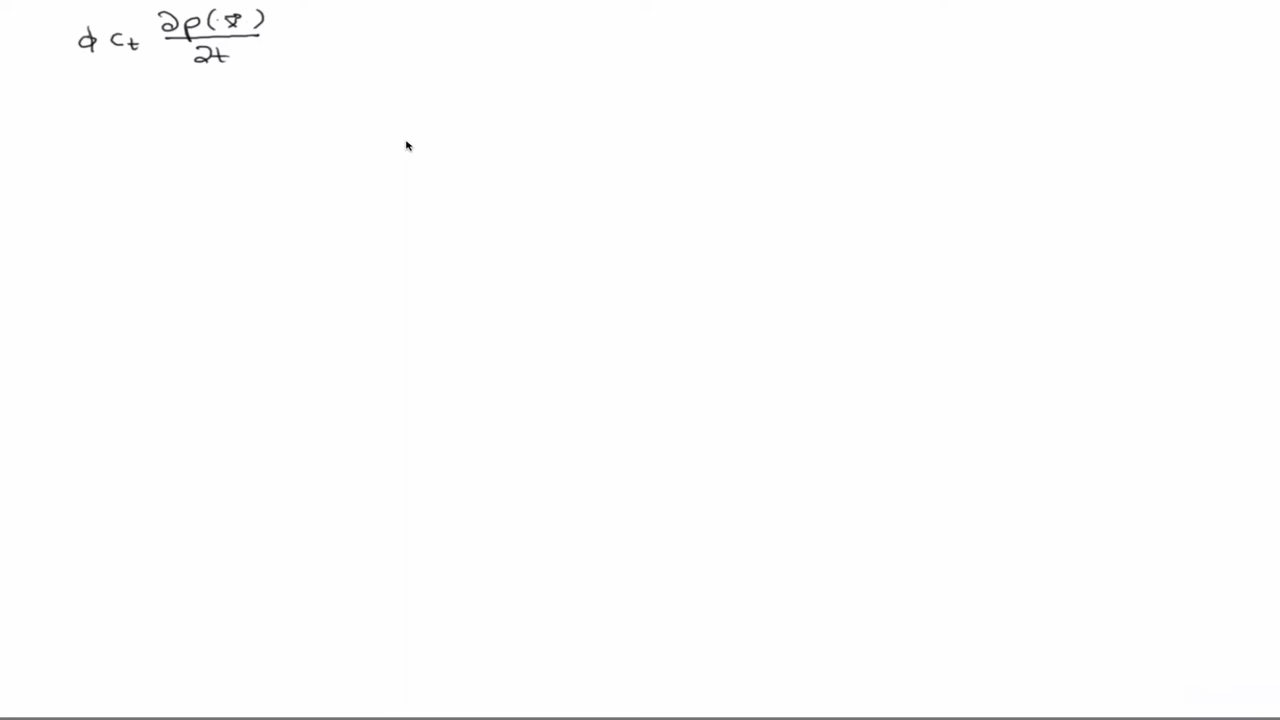 ϕ c_t ∂p(x⃗)/∂t